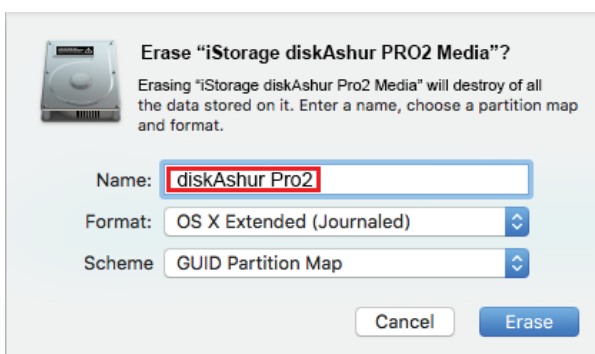 Erase “iStorage diskAshur PRO2 Media”?
Erasing “iStorage diskAshur Pro2 Media” will destroy of all
the data stored on it. Enter a name, choose a partition map
and format.
Name: diskAshur Pro2
Format: OS X Extended (Journaled)
Scheme GUID Partition Map
Cancel Erase